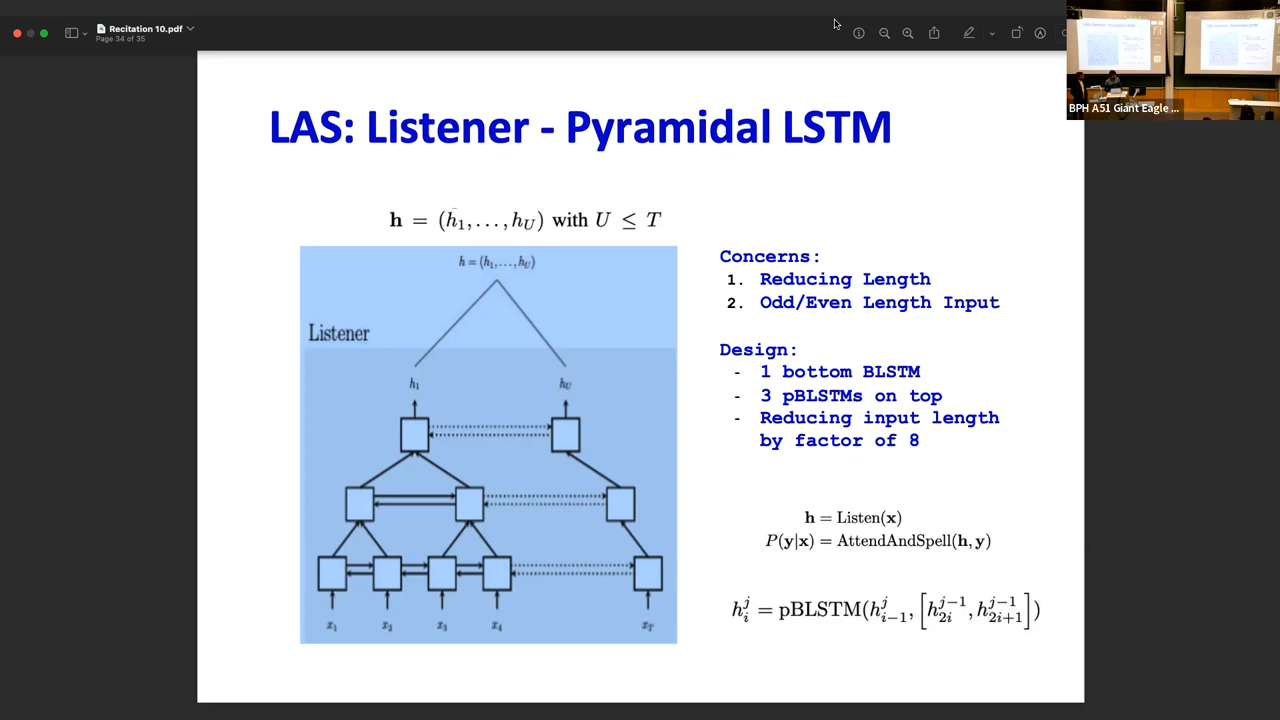 Recitation 10.pdf
Page 34 of 35
BPH A51 Giant Eagle ...
LAS: Listener - Pyramidal LSTM
h = (h₁, . . . , h_U) with U ≤ T
h = (h₁, . . . , h_U)
Listener
h₁ h_U
x₁ x₂ x₃ x₄ x_T
Concerns:
1. Reducing Length
2. Odd/Even Length Input
Design:
- 1 bottom BLSTM
- 3 pBLSTMs on top
- Reducing input length
by factor of 8
h = Listen(x)
P(y|x) = AttendAndSpell(h, y)
h_i^j = pBLSTM(h_{i-1}^j, [h_{2i}^{j-1}, h_{2i+1}^{j-1}])